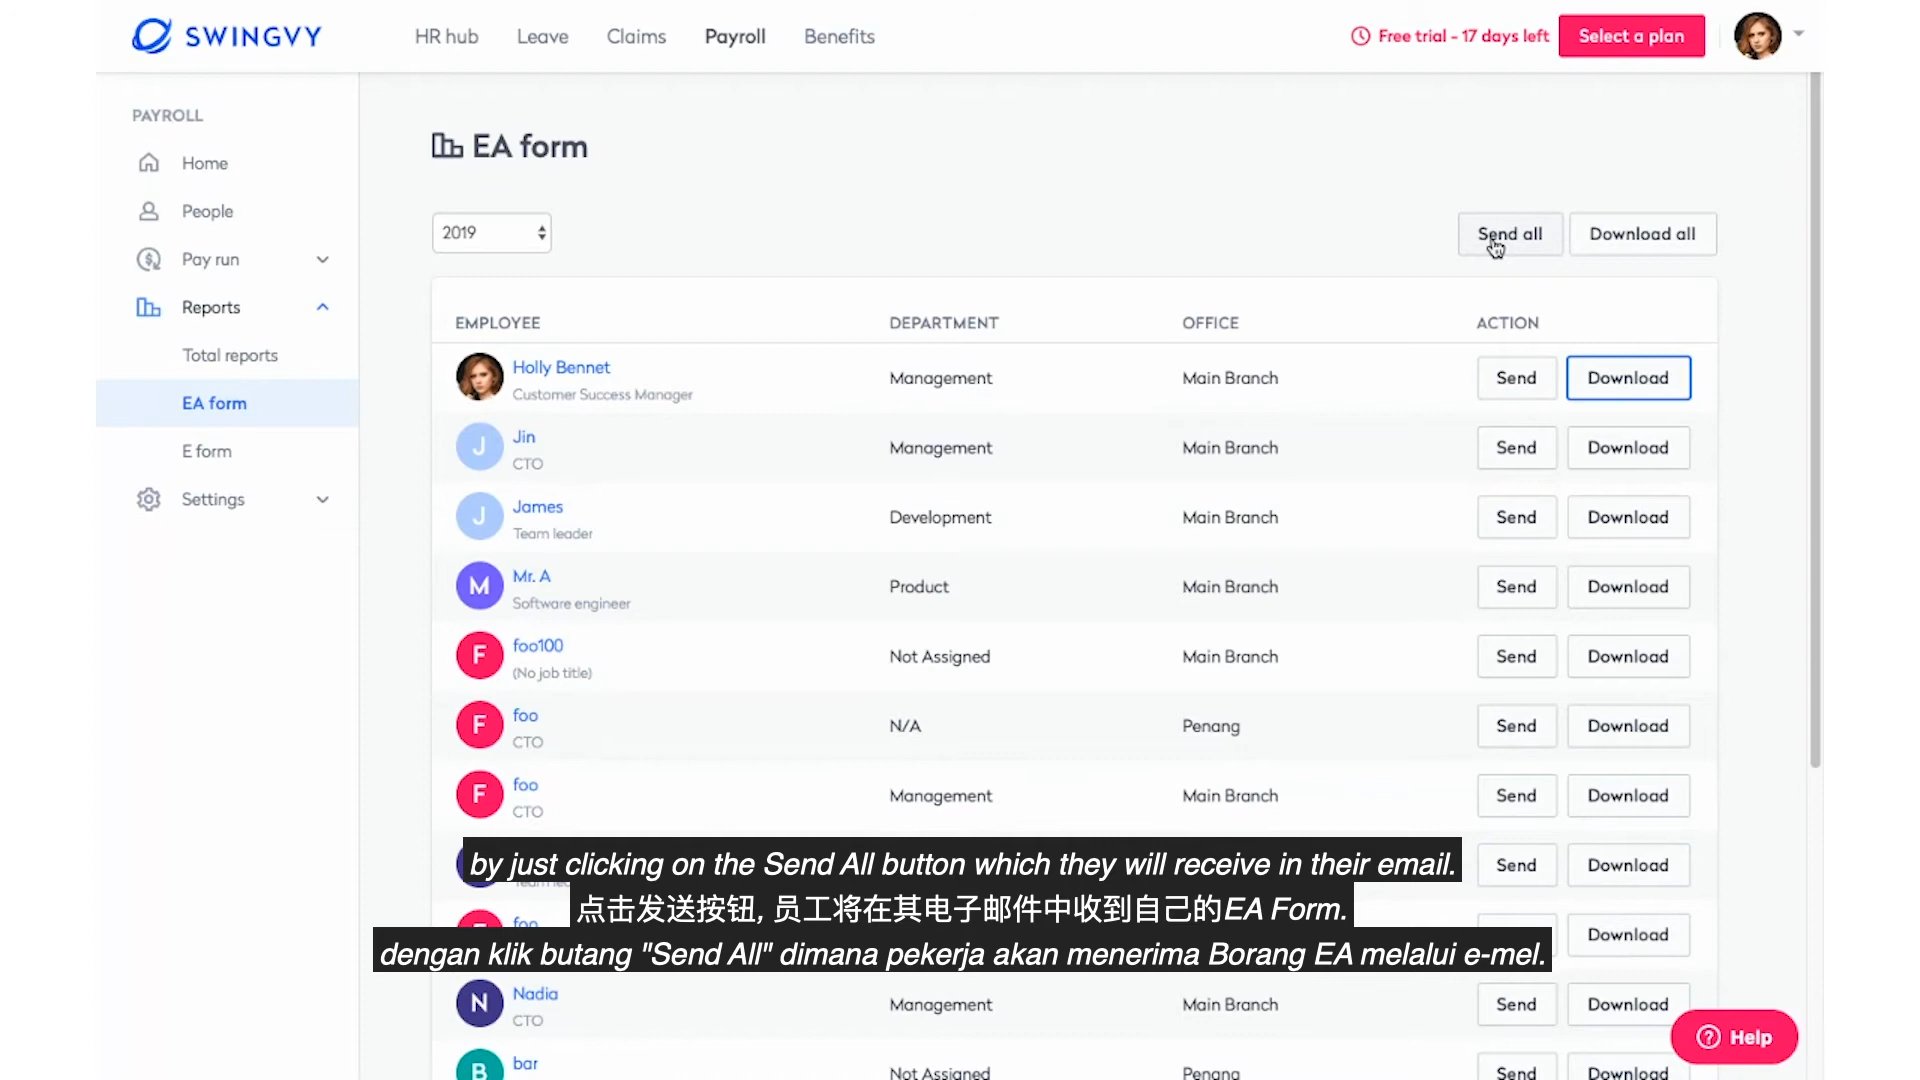 SWINGVY
HR hub
Leave
Claims
Payroll
Benefits
Free trial - 17 days left
Select a plan
PAYROLL
Home
People
Pay run
Reports
Total reports
EA form
E form
Settings
EA form
2019
Send all
Download all
EMPLOYEE DEPARTMENT OFFICE ACTION
Holly Bennet
Customer Success Manager
Management Main Branch Send Download
J
Jin
CTO
Management Main Branch Send Download
J
James
Team leader
Development Main Branch Send Download
M
Mr. A
Software engineer
Product Main Branch Send Download
F
foo100
(No job title)
Not Assigned Main Branch Send Download
F
foo
CTO
N/A Penang Send Download
F
foo
CTO
Management Main Branch Send Download
Send Download
by just clicking on the Send All button which they will receive in their email.
点击发送按钮, 员工将在其电子邮件中收到自己的EA Form.
foo
Download
dengan klik butang "Send All" dimana pekerja akan menerima Borang EA melalui e-mel.
N
Nadia
CTO
Management Main Branch Send Download
Help
B
bar
Not Assigned Penang Send Download